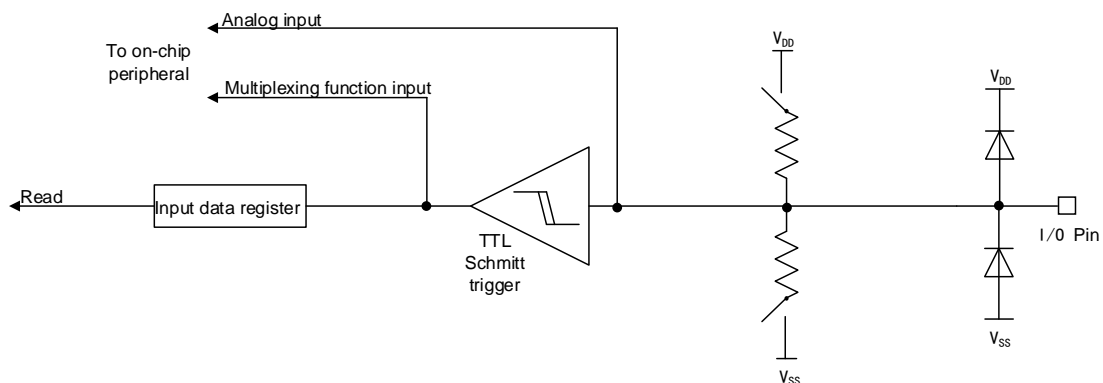 Analog input
To on-chip
peripheral
Multiplexing function input
VDD
VDD
Read
Input data register
TTL
Schmitt
trigger
I/O Pin
VSS
VSS